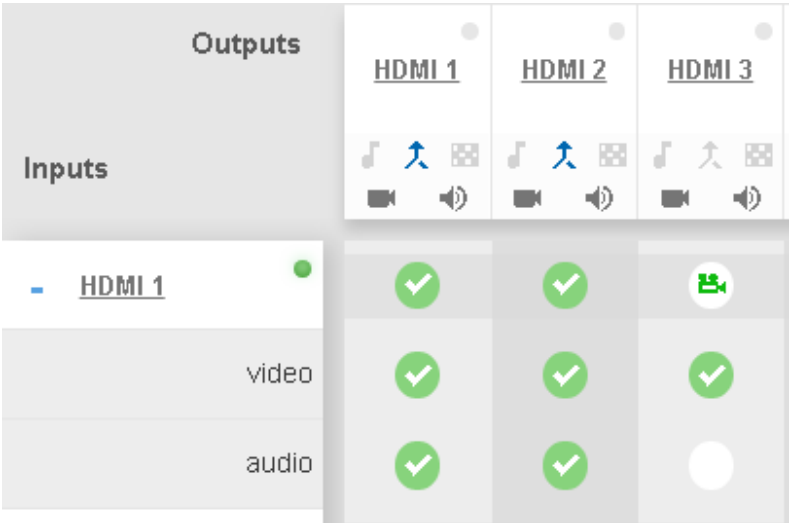 Outputs
HDMI 1 HDMI 2 HDMI 3
Inputs
HDMI 1
video
audio